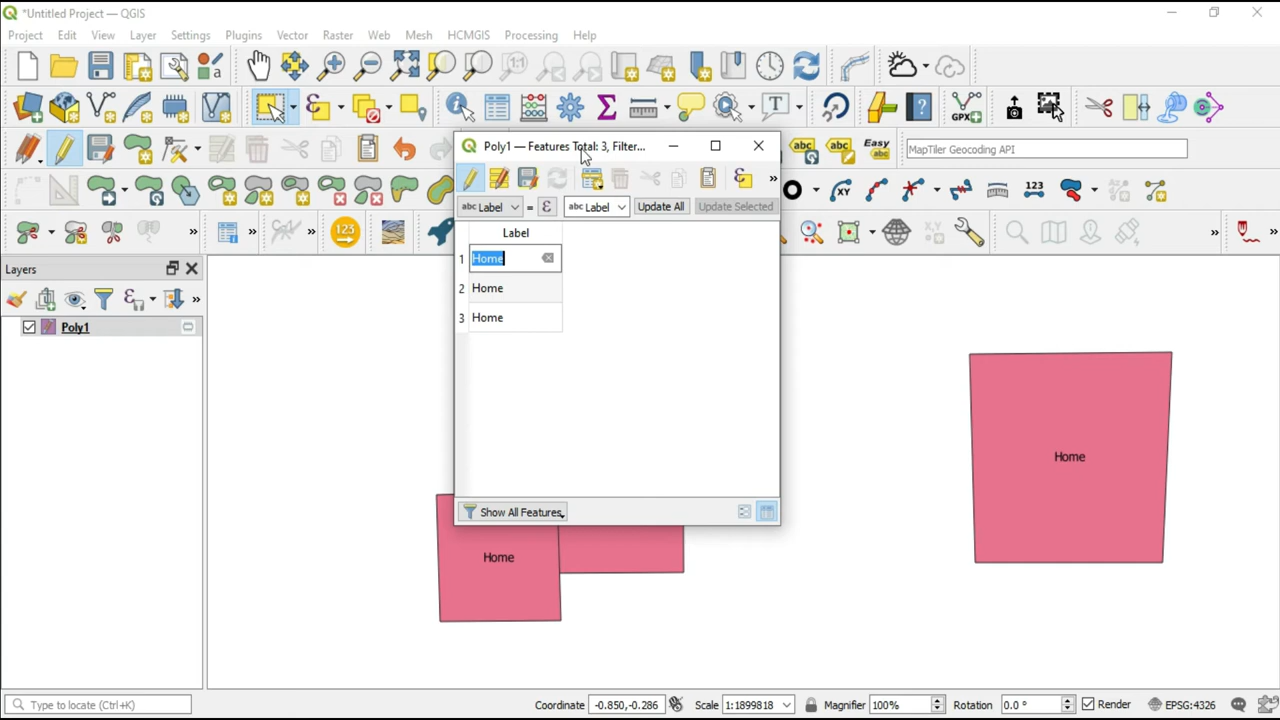 *Untitled Project — QGIS
Project Edit View Layer Settings Plugins Vector Raster Web Mesh HCMGIS Processing Help
GPX
Poly1 — Features Total: 3, Filter...
abc
abc
Easy
abc
MapTiler Geocoding API
123
abc Label = ε abc Label Update All Update Selected
123
Label
Layers
1 Home
2 Home
3 Home
Poly1
Home
Show All Features
Home
Type to locate (Ctrl+K) Coordinate -0.850,-0.286 Scale 1:1899818 Magnifier 100% Rotation 0.0 ° Render EPSG:4326